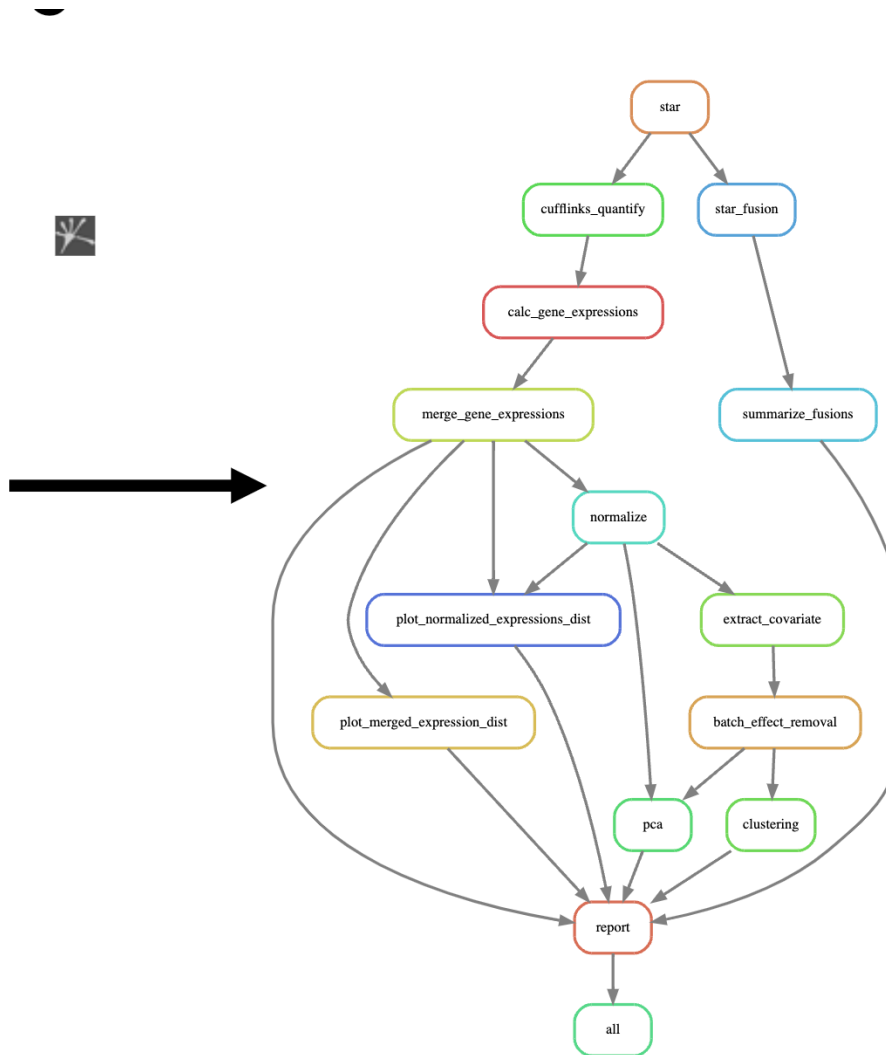 star
cufflinks_quantify
star_fusion
calc_gene_expressions
merge_gene_expressions
summarize_fusions
normalize
plot_normalized_expressions_dist
extract_covariate
plot_merged_expression_dist
batch_effect_removal
pca
clustering
report
all